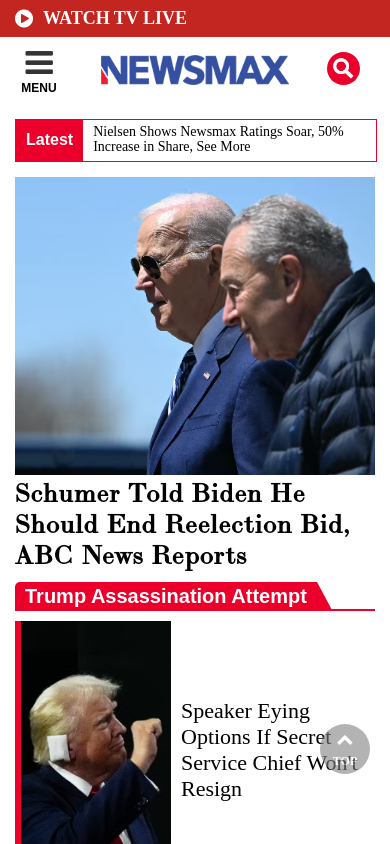 WATCH TV LIVE
MENU
NEWSMAX
Latest
Nielsen Shows Newsmax Ratings Soar, 50%
Increase in Share, See More
Schumer Told Biden He
Should End Reelection Bid,
ABC News Reports
Trump Assassination Attempt
Speaker Eying
Options If Secret
Service Chief Won't
Resign
TOP